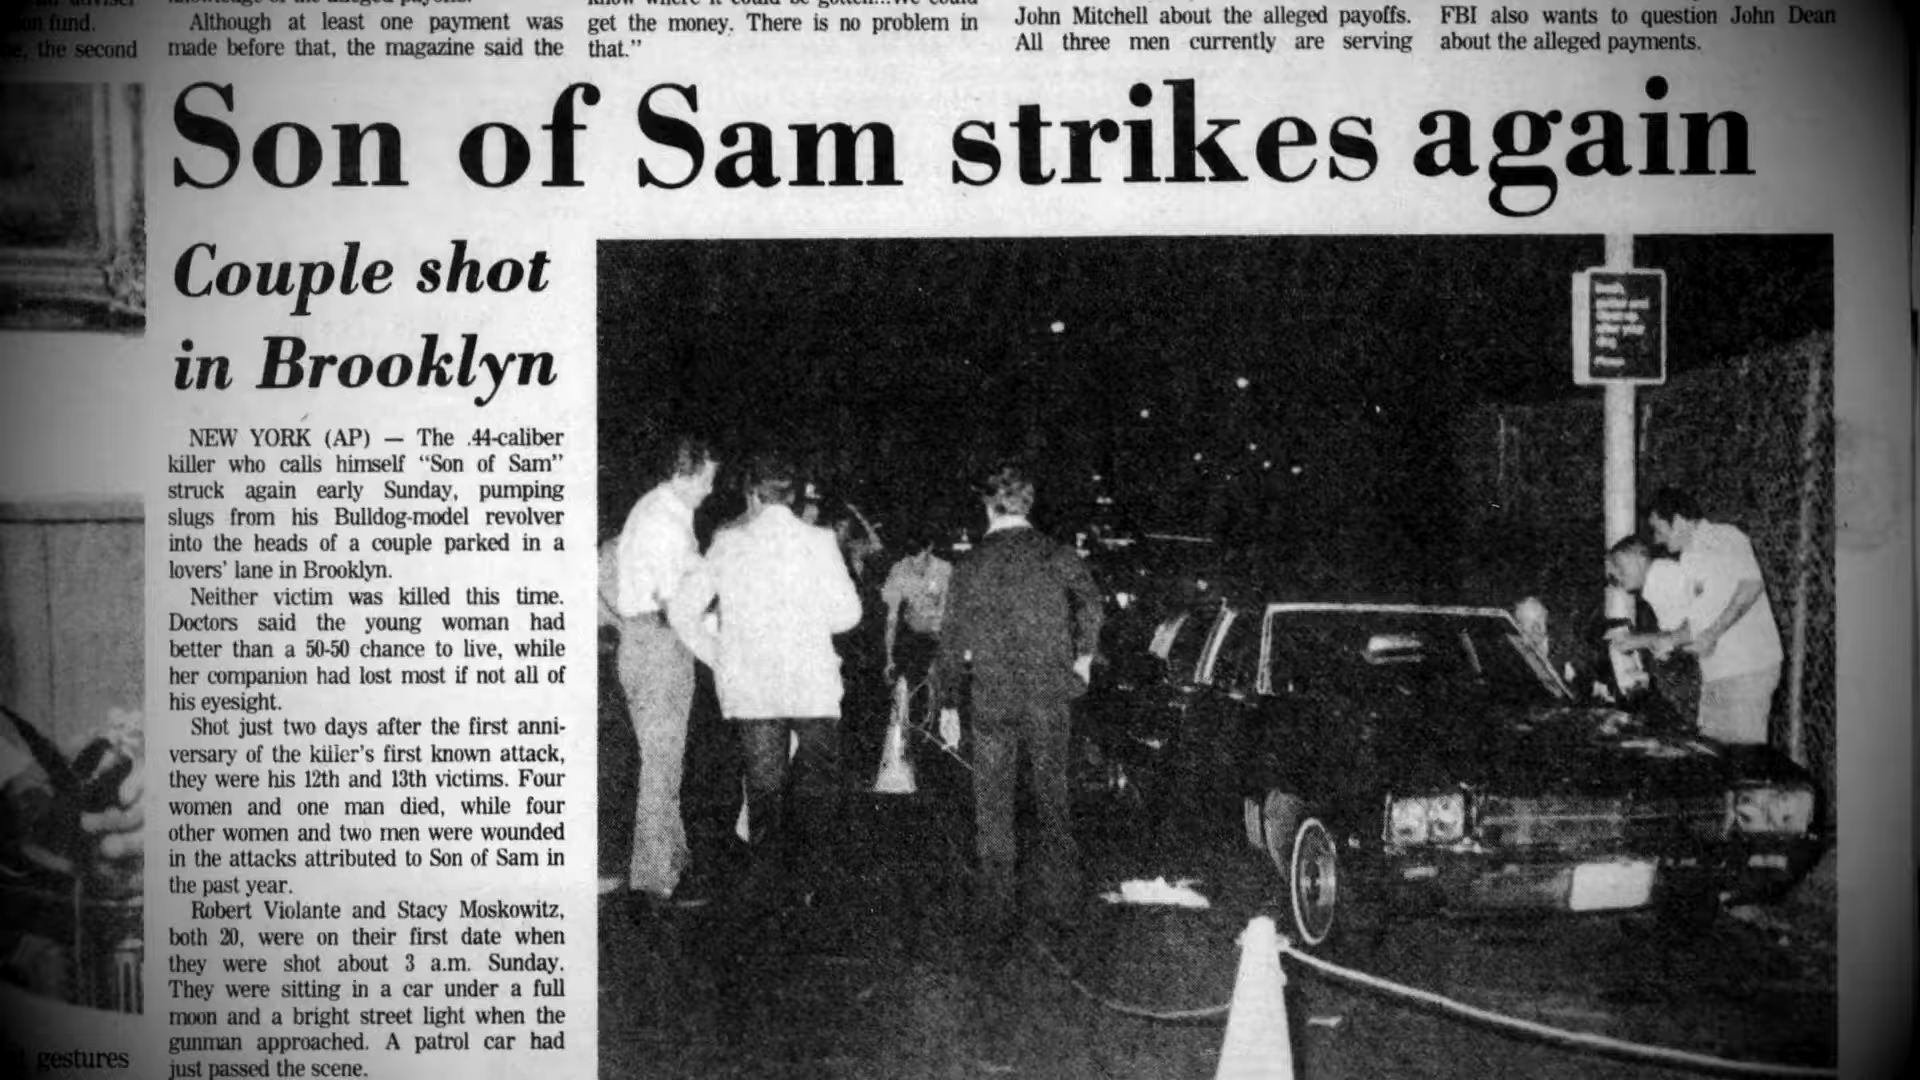 on fund.
the second
Although at least one payment was
made before that, the magazine said the
get the money. There is no problem in
that."
John Mitchell about the alleged payoffs.
All three men currently are serving
FBI also wants to question John Dean
about the alleged payments.
Son of Sam strikes again
Couple shot
in Brooklyn
NEW YORK (AP) — The .44-caliber
killer who calls himself "Son of Sam"
struck again early Sunday, pumping
slugs from his Bulldog-model revolver
into the heads of a couple parked in a
lovers' lane in Brooklyn.
Neither victim was killed this time.
Doctors said the young woman had
better than a 50-50 chance to live, while
her companion had lost most if not all of
his eyesight.
Shot just two days after the first anni-
versary of the killer's first known attack,
they were his 12th and 13th victims. Four
women and one man died, while four
other women and two men were wounded
in the attacks attributed to Son of Sam in
the past year.
Robert Violante and Stacy Moskowitz,
both 20, were on their first date when
they were shot about 3 a.m. Sunday.
They were sitting in a car under a full
moon and a bright street light when the
gunman approached. A patrol car had
just passed the scene.
gestures